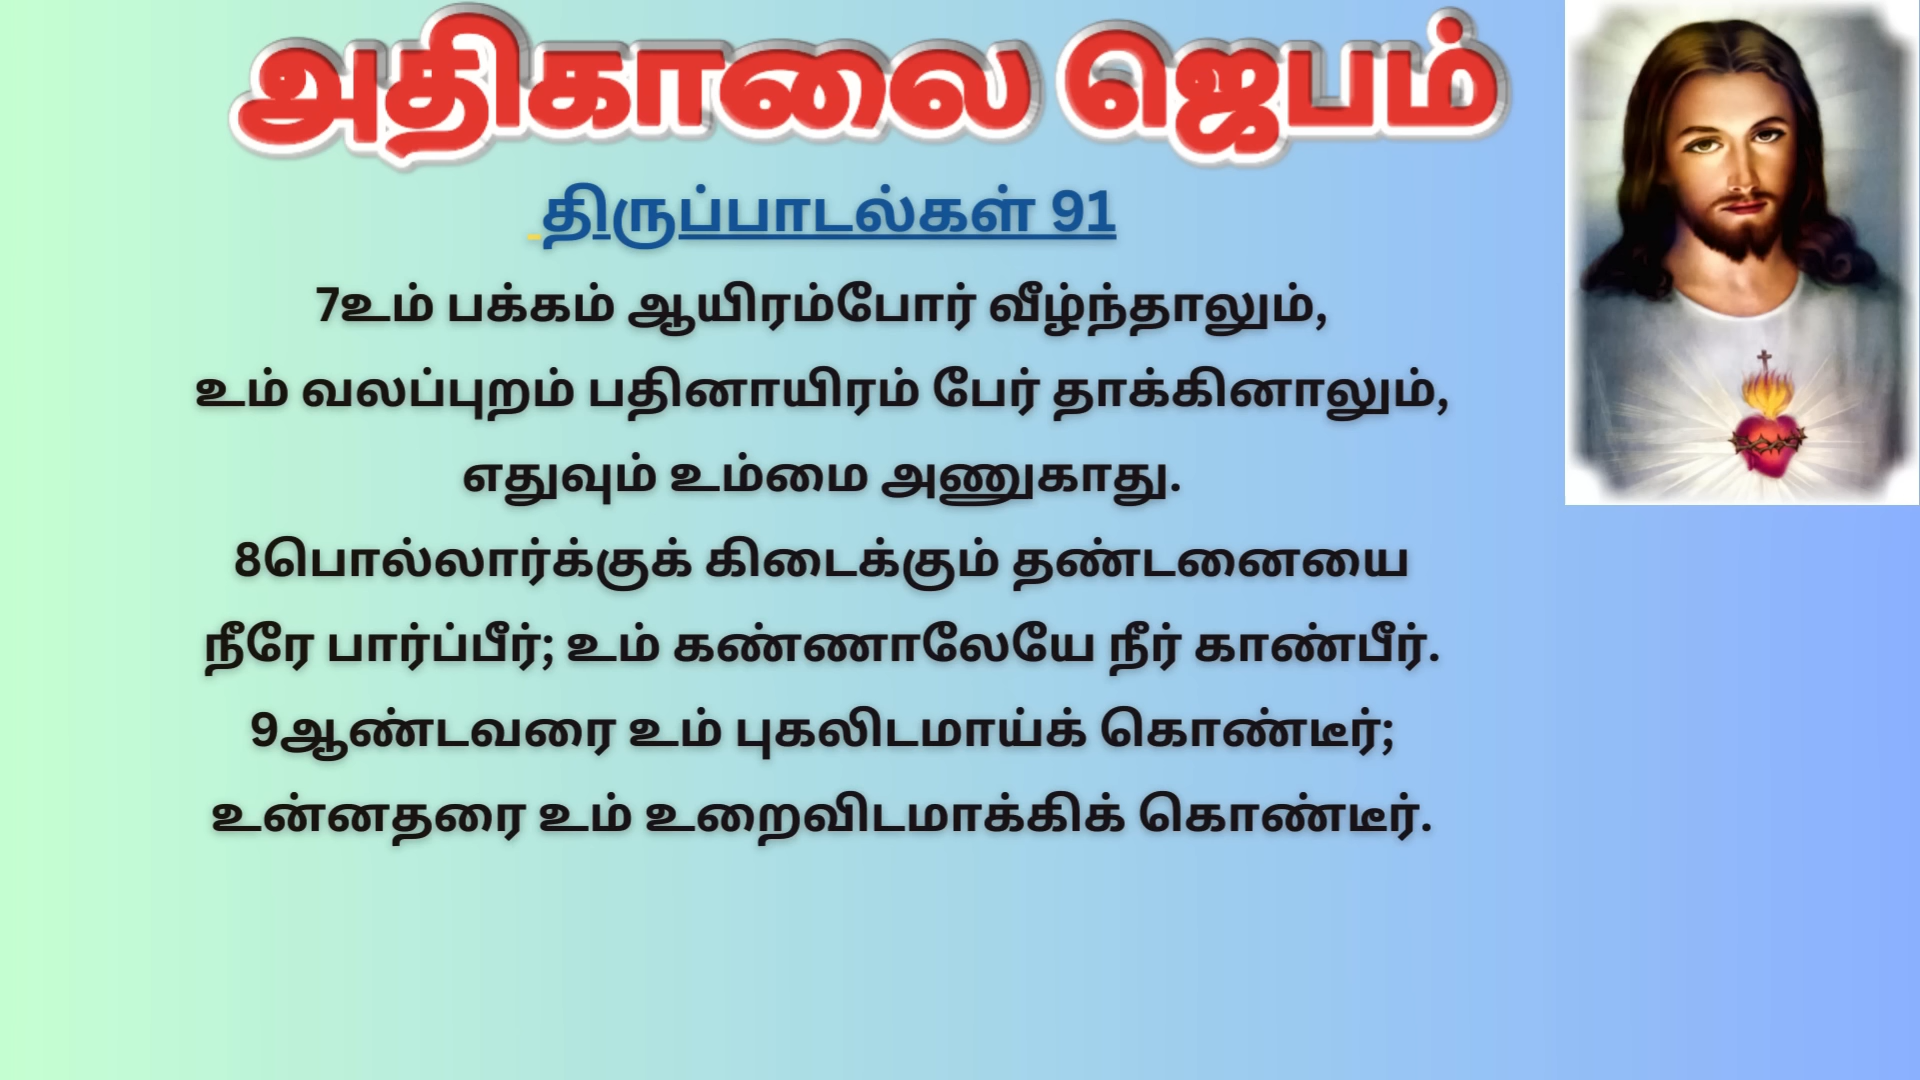 அதிகாலை ஜெபம்
திருப்பாடல்கள் 91
7உம் பக்கம் ஆயிரம்போர் வீழ்ந்தாலும்,
உம் வலப்புறம் பதினாயிரம் பேர் தாக்கினாலும்,
எதுவும் உம்மை அணுகாது.
8பொல்லார்க்குக் கிடைக்கும் தண்டனையை
நீரே பார்ப்பீர்; உம் கண்ணாலேயே நீர் காண்பீர்.
9ஆண்டவரை உம் புகலிடமாய்க் கொண்டீர்;
உன்னதரை உம் உறைவிடமாக்கிக் கொண்டீர்.